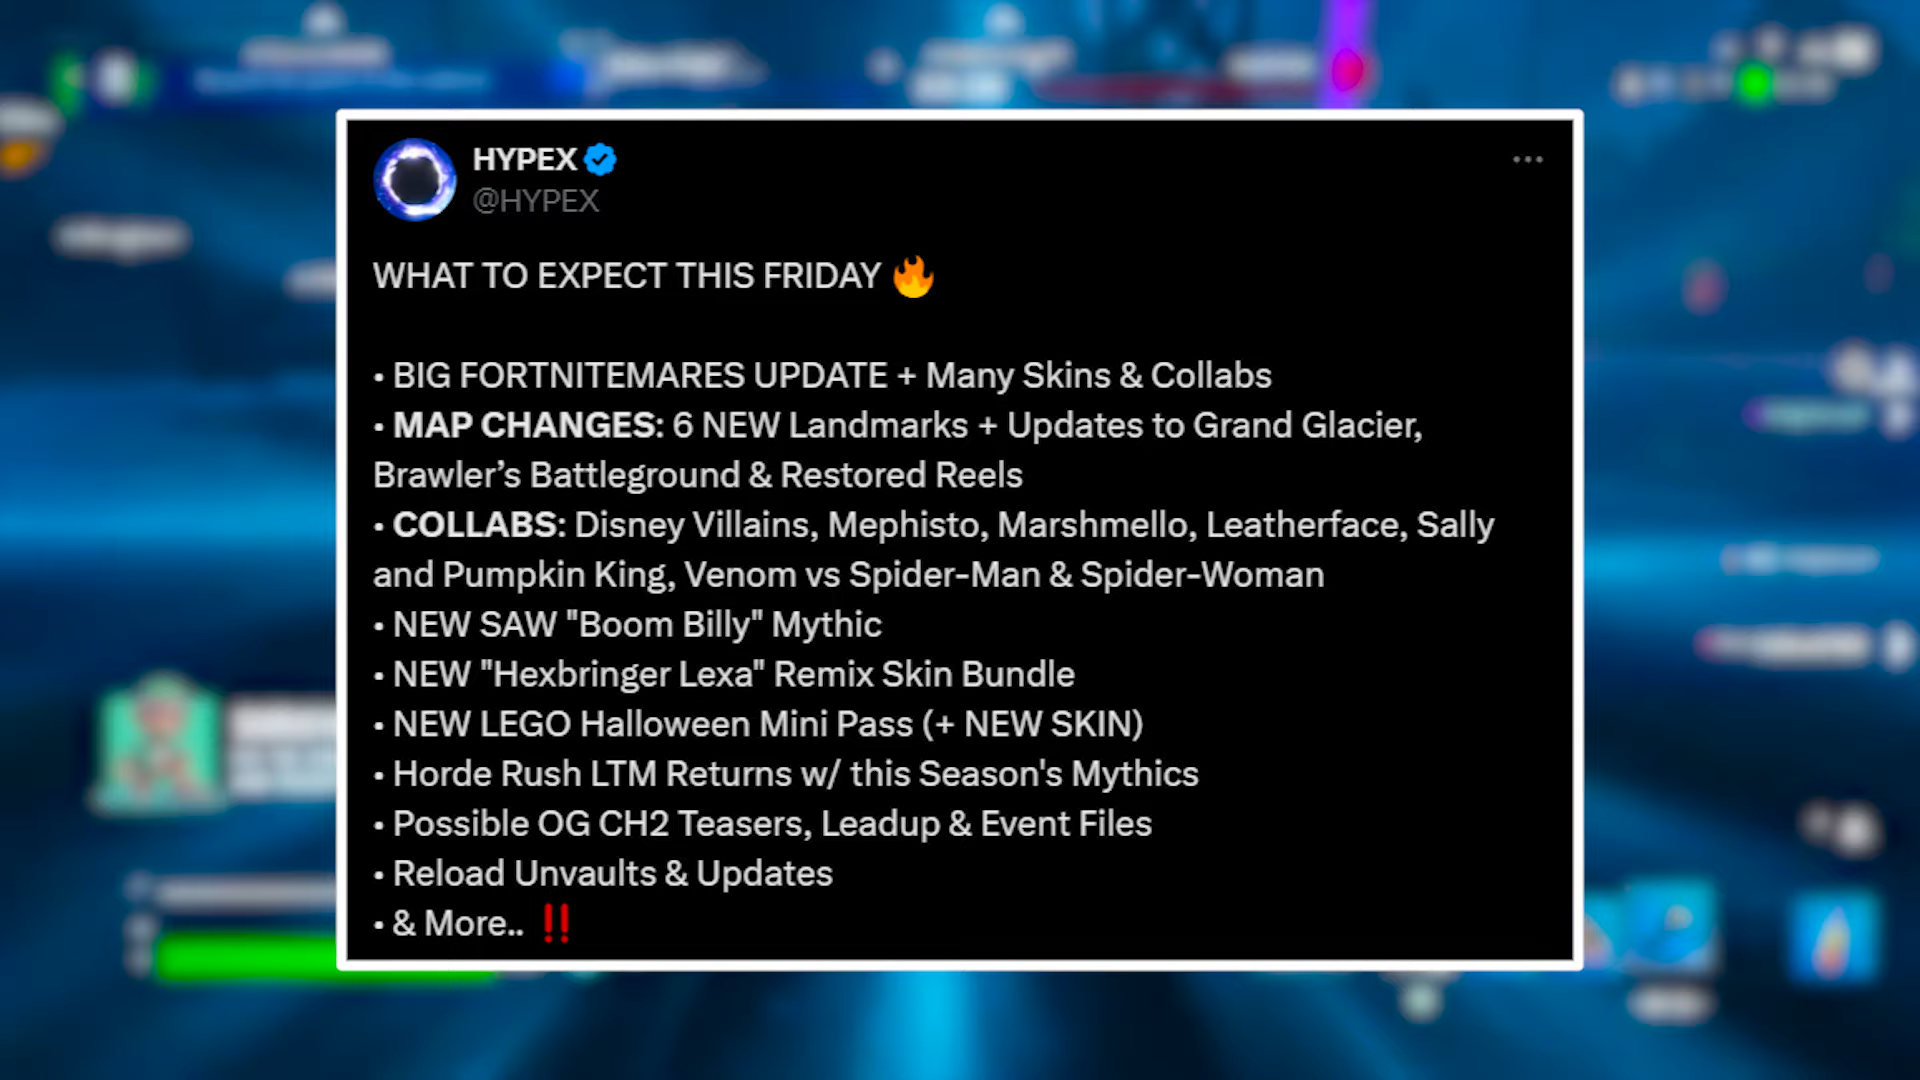 HYPEX
@HYPEX
WHAT TO EXPECT THIS FRIDAY 🔥
• BIG FORTNITEMARES UPDATE + Many Skins & Collabs
• MAP CHANGES: 6 NEW Landmarks + Updates to Grand Glacier,
Brawler’s Battleground & Restored Reels
• COLLABS: Disney Villains, Mephisto, Marshmello, Leatherface, Sally
and Pumpkin King, Venom vs Spider-Man & Spider-Woman
• NEW SAW "Boom Billy" Mythic
• NEW "Hexbringer Lexa" Remix Skin Bundle
• NEW LEGO Halloween Mini Pass (+ NEW SKIN)
• Horde Rush LTM Returns w/ this Season's Mythics
• Possible OG CH2 Teasers, Leadup & Event Files
• Reload Unvaults & Updates
• & More.. ‼️